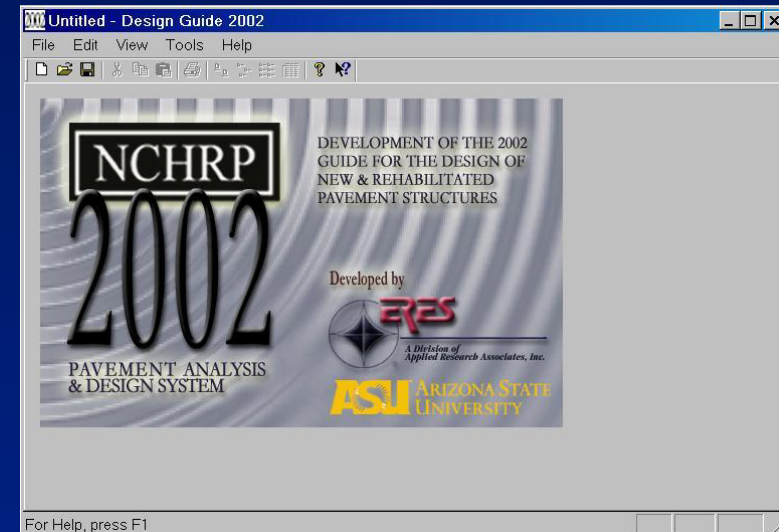 Untitled - Design Guide 2002
File Edit View Tools Help
NCHRP
2002
PAVEMENT ANALYSIS
& DESIGN SYSTEM
DEVELOPMENT OF THE 2002
GUIDE FOR THE DESIGN OF
NEW & REHABILITATED
PAVEMENT STRUCTURES
Developed by
ERES
A Division of
Applied Research Associates, Inc.
ASU ARIZONA STATE
UNIVERSITY
For Help, press F1